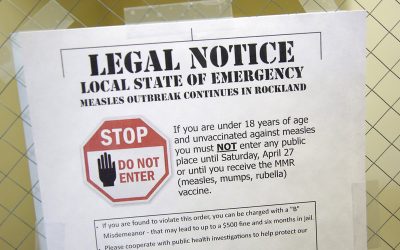 LEGAL NOTICE
LOCAL STATE OF EMERGENCY
MEASLES OUTBREAK CONTINUES IN ROCKLAND
STOP
DO NOT
ENTER
If you are under 18 years of age
and unvaccinated against measles
you must NOT enter any public
place until Saturday, April 27
or until you receive the MMR
(measles, mumps, rubella)
vaccine.
• If you are found to violate this order, you can be charged with a "B"
Misdemeanor - that may lead to up to a $500 fine and six months in jail.
• Please cooperate with public health investigations to help protect our